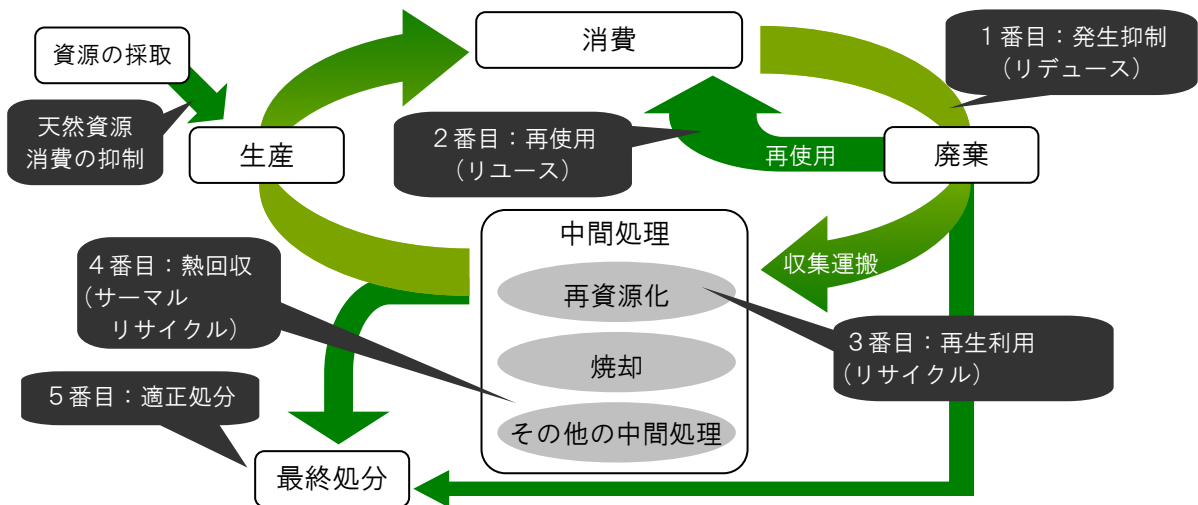 資源の採取
消費
1番目：発生抑制
（リデュース）
天然資源
消費の抑制
生産
2番目：再使用
（リユース）
再使用
廃棄
中間処理
収集運搬
4番目：熱回収
（サーマル
リサイクル）
再資源化
3番目：再生利用
（リサイクル）
焼却
5番目：適正処分
その他の中間処理
最終処分